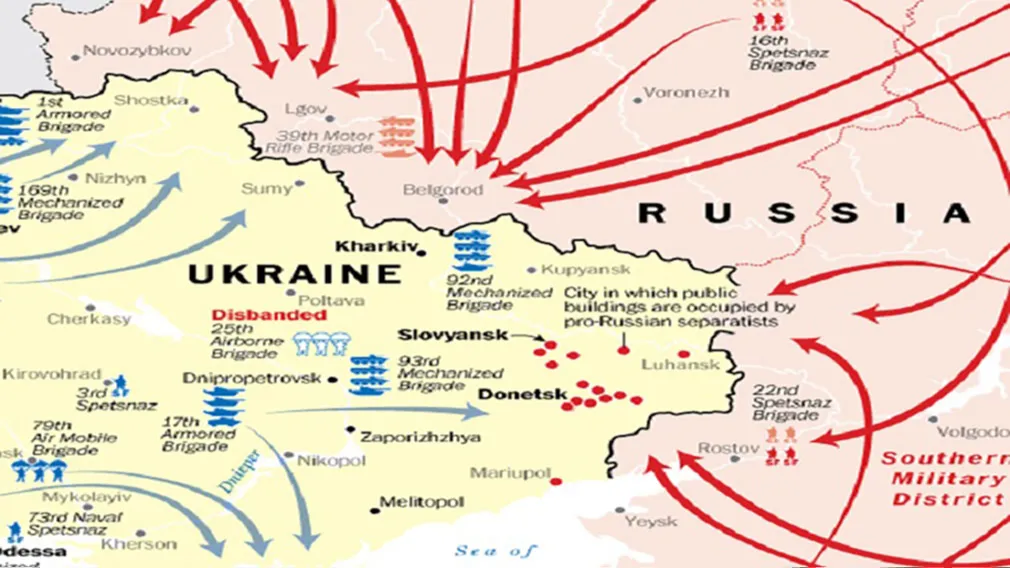 Novozybkov
16th
Spetsnaz
Brigade
Voronezh
1st
Armored
Brigade
Shostka
Lgov
39th Motor
Rifle Brigade
Nizhyn
169th
Mechanized
Brigade
Sumy
Belgorod
RUSSIA
ev
Kharkiv
UKRAINE
92nd
Mechanized
Brigade
Kupyansk
City in which public
buildings are occupied by
pro-Russian separatists
Poltava
Cherkasy
Disbanded
25th
Airborne
Brigade
Slovyansk
Luhansk
93rd
Mechanized
Brigade
Kirovohrad
3rd
Spetsnaz
Dnipropetrovsk
Donetsk
22nd
Spetsnaz
Brigade
79th
Air Mobile
Brigade
sk
17th
Armored
Brigade
Zaporizhzhya
Nikopol
Dnieper
Rostov
Volgodo
Southern
Military
District
Mariupol
Mykolayiv
Melitopol
73rd Naval
Spetsnaz
Yeysk
Kherson
Odessa
Sea of